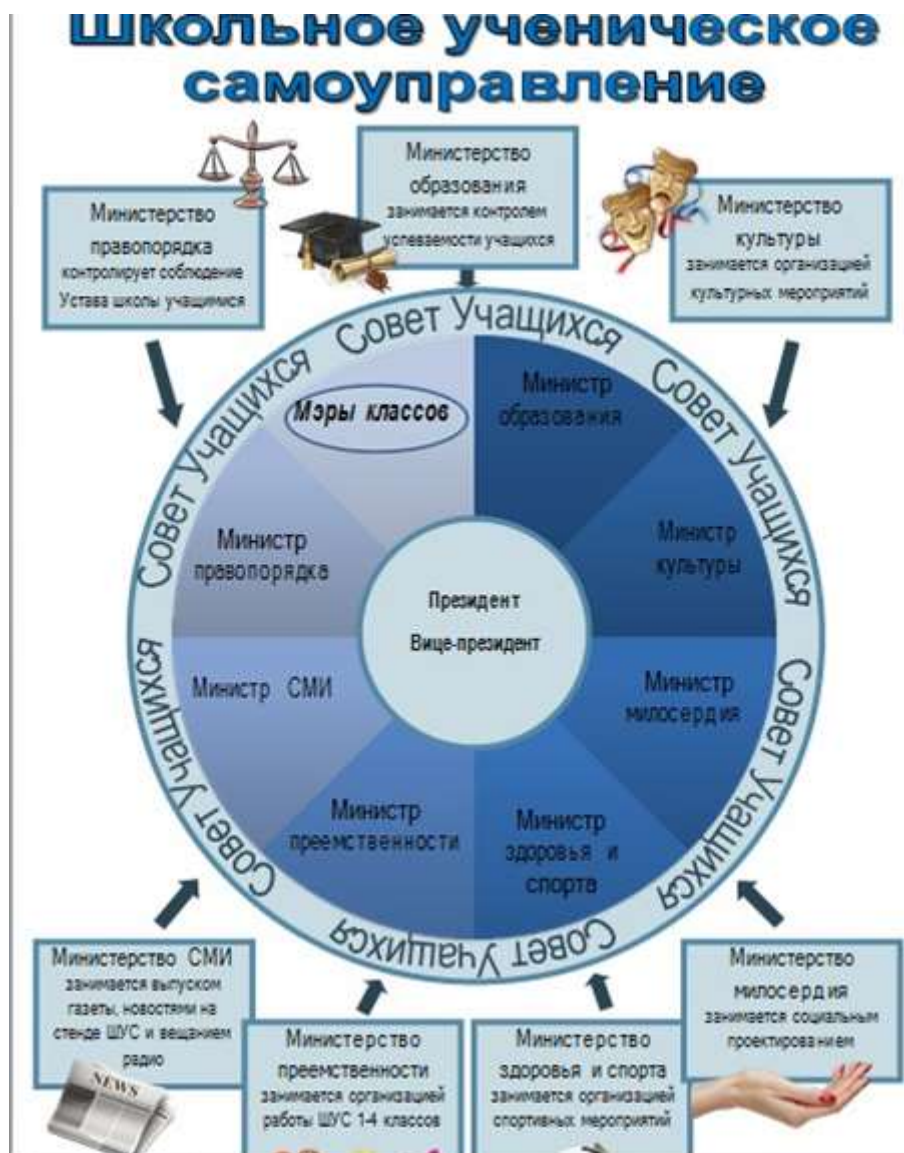 Школьное ученическое
самоуправление
Министерство
образования
занимается контролем
успеваемости учащихся
Министерство
правопорядка
контролирует соблюдение
Устава школы учащимися
Министерство
культуры
занимается организацией
культурных мероприятий
Совет Учащихся
Совет Учащихся
Совет Учащихся
Совет Учащихся
Совет Учащихся
Совет Учащихся
Мэры классов
Министр
образования
Министр
культуры
Министр
правопорядка
Президент
Вице-президент
Министр СМИ
Министр
милосердия
Министр
преемственности
Министр
здоровья и
спорта
Министерство СМИ
занимается выпуском
газеты, новостями на
стенде ШУС и вещанием
радио
NEWS
Министерство
преемственности
занимается организацией
работы ШУС 1-4 классов
Министерство
здоровья и спорта
занимается организацией
спортивных мероприятий
Министерство
милосердия
занимается социальным
проектированием